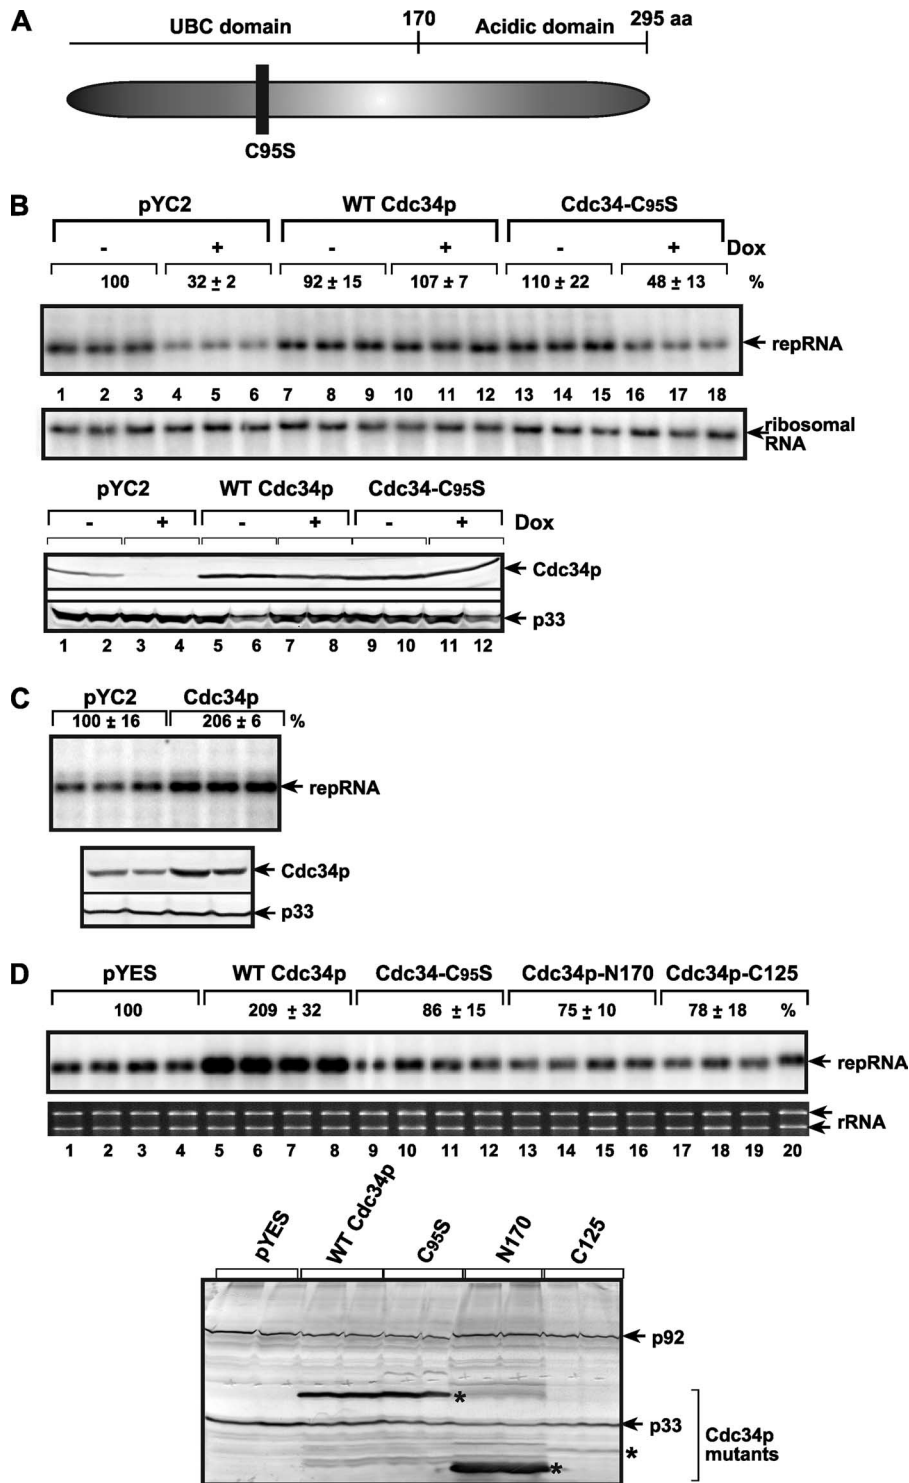 A
UBC domain
170
Acidic domain
295 aa
C95S
B
pYC2
WT Cdc34p
Cdc34-C95S
- + - + - + Dox
100 32 ± 2 92 ± 15 107 ± 7 110 ± 22 48 ± 13 %
repRNA
1 2 3 4 5 6 7 8 9 10 11 12 13 14 15 16 17 18
ribosomal
RNA
pYC2 WT Cdc34p Cdc34-C95S
- + - + - + Dox
Cdc34p
p33
1 2 3 4 5 6 7 8 9 10 11 12
C
pYC2 Cdc34p
100 ± 16 206 ± 6 %
repRNA
Cdc34p
p33
D
pYES WT Cdc34p Cdc34-C95S Cdc34p-N170 Cdc34p-C125
100 209 ± 32 86 ± 15 75 ± 10 78 ± 18 %
repRNA
rRNA
1 2 3 4 5 6 7 8 9 10 11 12 13 14 15 16 17 18 19 20
pYES WT Cdc34p C95S N170 C125
p92
*
p33
*
*
Cdc34p
mutants